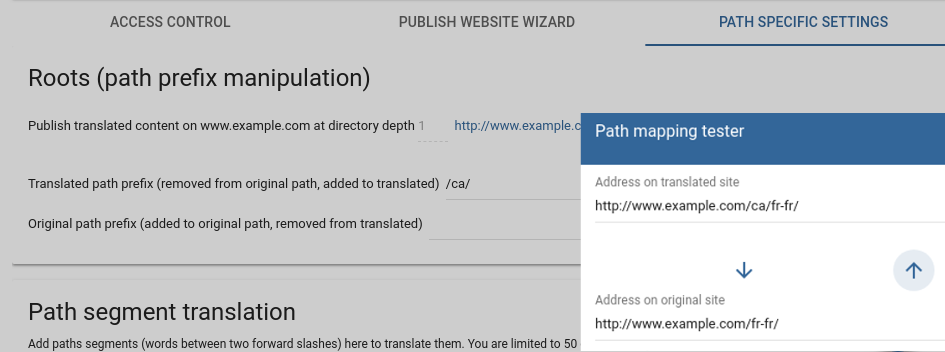 ACCESS CONTROL
PUBLISH WEBSITE WIZARD
PATH SPECIFIC SETTINGS
Roots (path prefix manipulation)
Publish translated content on www.example.com at directory depth 1 http://www.example.c
Translated path prefix (removed from original path, added to translated) /ca/
Original path prefix (added to original path, removed from translated)
Path segment translation
Add paths segments (words between two forward slashes) here to translate them. You are limited to 50
Path mapping tester
Address on translated site
http://www.example.com/ca/fr-fr/
Address on original site
http://www.example.com/fr-fr/